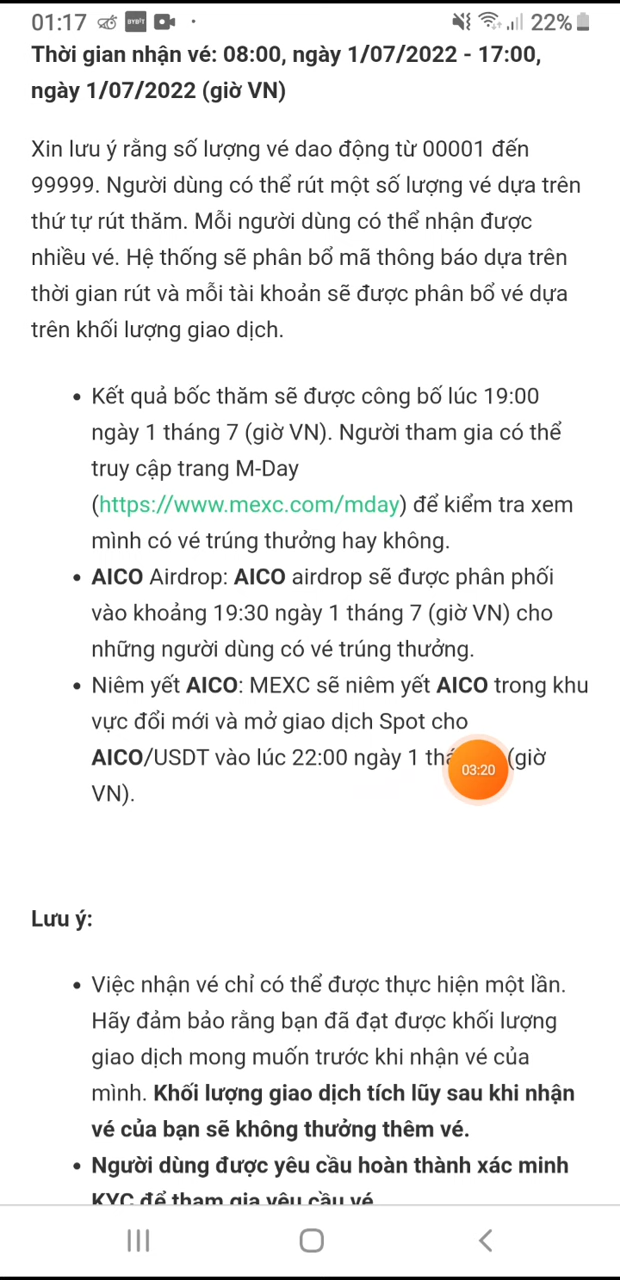 01:17
22%
Thời gian nhận vé: 08:00, ngày 1/07/2022 - 17:00,
ngày 1/07/2022 (giờ VN)
Xin lưu ý rằng số lượng vé dao động từ 00001 đến
99999. Người dùng có thể rút một số lượng vé dựa trên
thứ tự rút thăm. Mỗi người dùng có thể nhận được
nhiều vé. Hệ thống sẽ phân bổ mã thông báo dựa trên
thời gian rút và mỗi tài khoản sẽ được phân bổ vé dựa
trên khối lượng giao dịch.
• Kết quả bốc thăm sẽ được công bố lúc 19:00
ngày 1 tháng 7 (giờ VN). Người tham gia có thể
truy cập trang M-Day
(https://www.mexc.com/mday) để kiểm tra xem
mình có vé trúng thưởng hay không.
• AICO Airdrop: AICO airdrop sẽ được phân phối
vào khoảng 19:30 ngày 1 tháng 7 (giờ VN) cho
những người dùng có vé trúng thưởng.
• Niêm yết AICO: MEXC sẽ niêm yết AICO trong khu
vực đổi mới và mở giao dịch Spot cho
AICO/USDT vào lúc 22:00 ngày 1 (giờ
03:20
VN).
Lưu ý:
• Việc nhận vé chỉ có thể được thực hiện một lần.
Hãy đảm bảo rằng bạn đã đạt được khối lượng
giao dịch mong muốn trước khi nhận vé của
mình. Khối lượng giao dịch tích lũy sau khi nhận
vé của bạn sẽ không thưởng thêm vé.
• Người dùng được yêu cầu hoàn thành xác minh
KYC để tham gia yêu cầu vé